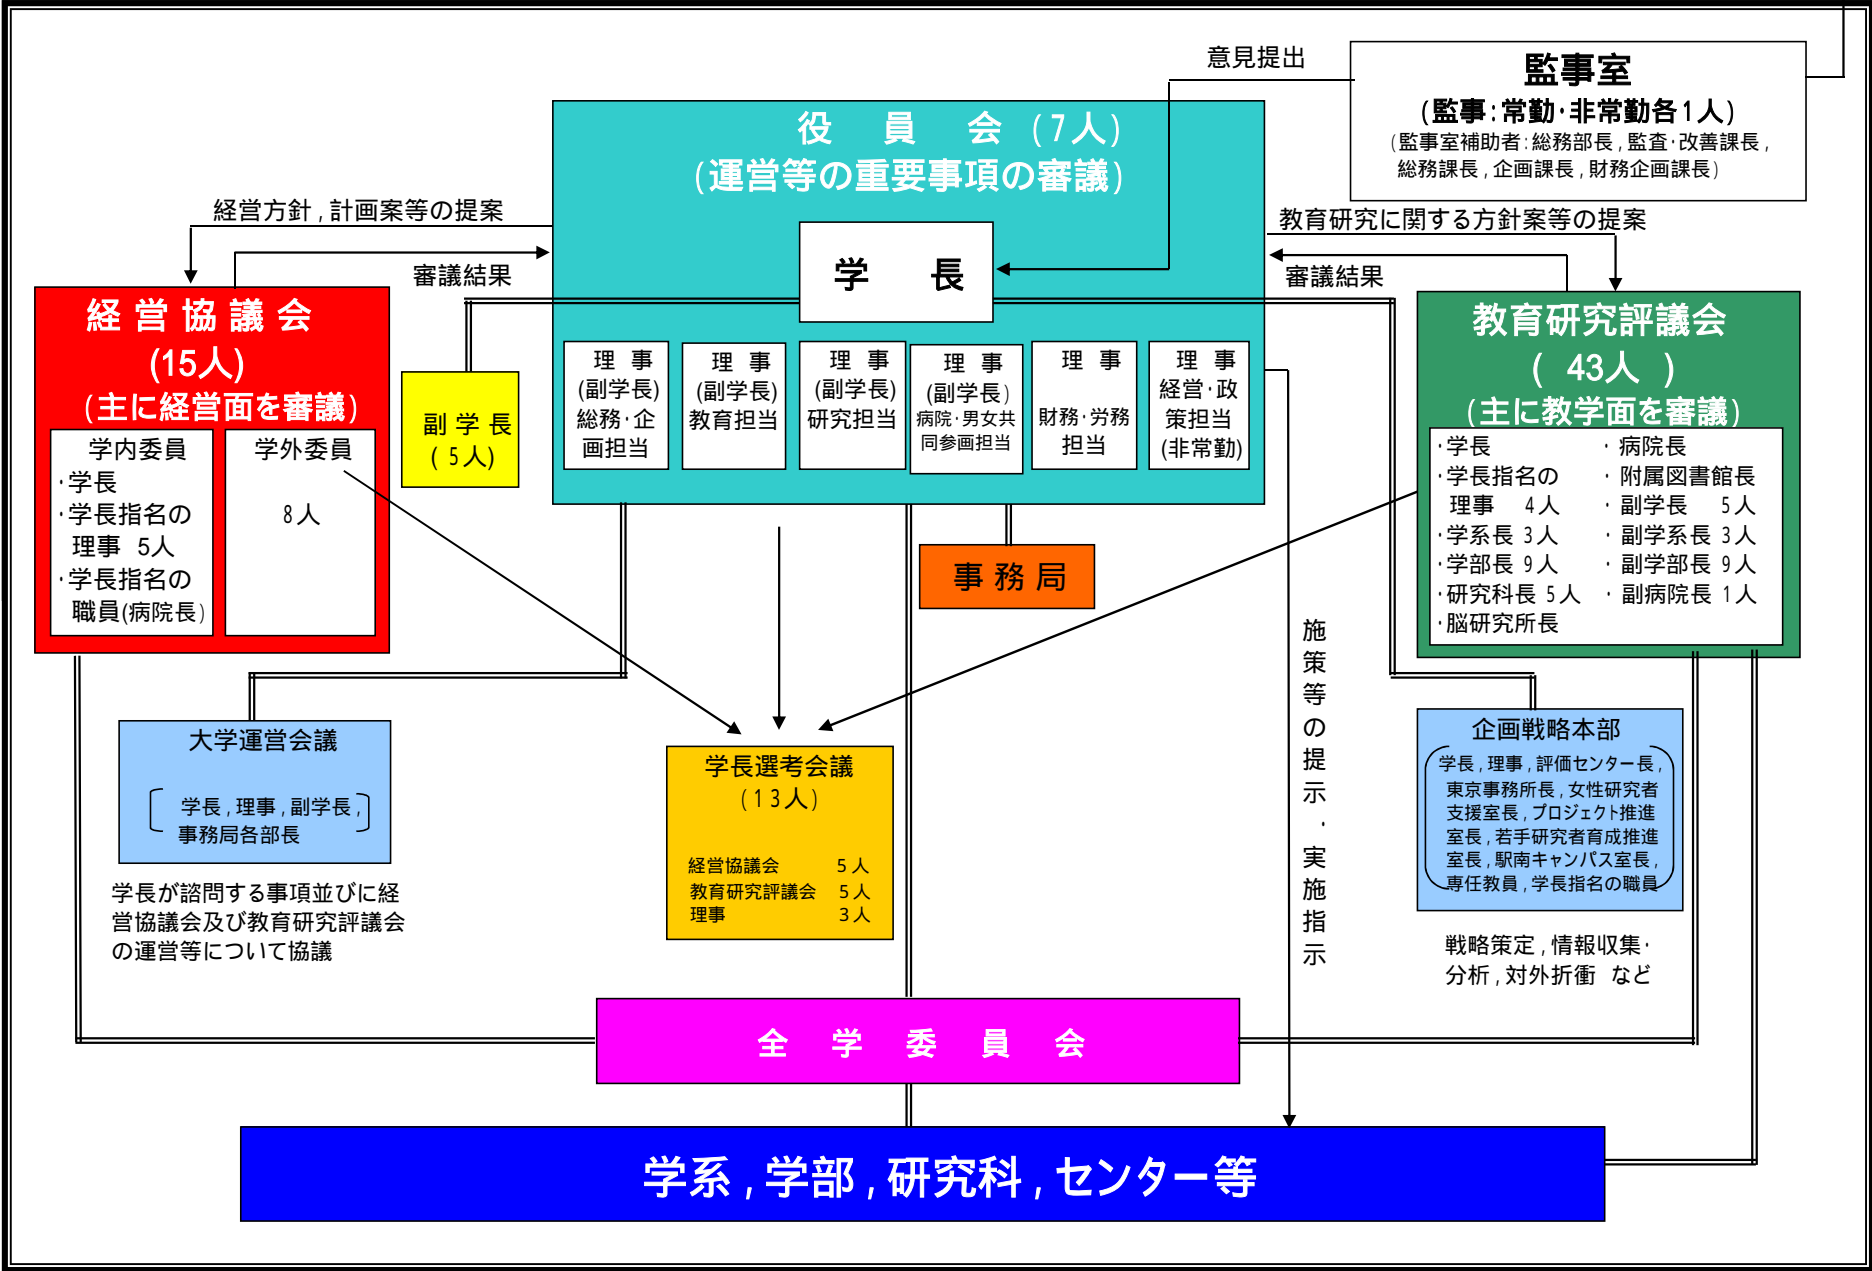 意見提出
監事室
(監事:常勤・非常勤各1人)
(監事室補助者:総務部長,監査・改善課長,
総務課長,企画課長,財務企画課長)
役員会(7人)
(運営等の重要事項の審議)
学長
経営方針,計画案等の提案
審議結果
教育研究に関する方針案等の提案
審議結果
経営協議会
(15人)
(主に経営面を審議)
学内委員
・学長
・学長指名の
理事 5人
・学長指名の
職員(病院長)
学外委員
8人
副学長
(5人)
理事
(副学長)
総務・企
画担当
理事
(副学長)
教育担当
理事
(副学長)
研究担当
理事
(副学長)
病院・男女共
同参画担当
理事
財務・労務
担当
理事
経営・政
策担当
(非常勤)
教育研究評議会
( 43人 )
(主に教学面を審議)
・学長
・学長指名の
理事 4人
・学系長 3人
・学部長 9人
・研究科長 5人
・脳研究所長
・病院長
・附属図書館長
・副学長 5人
・副学系長 3人
・副学部長 9人
・副病院長 1人
事務局
施策等の提示・実施指示
大学運営会議
学長,理事,副学長,
事務局各部長
学長が諮問する事項並びに経
営協議会及び教育研究評議会
の運営等について協議
学長選考会議
(13人)
経営協議会 5人
教育研究評議会 5人
理事 3人
企画戦略本部
学長,理事,評価センター長,
東京事務所長,女性研究者
支援室長,プロジェクト推進
室長,若手研究者育成推進
室長,駅南キャンパス室長,
専任教員,学長指名の職員
戦略策定,情報収集・
分析,対外折衝 など
全学委員会
学系,学部,研究科,センター等